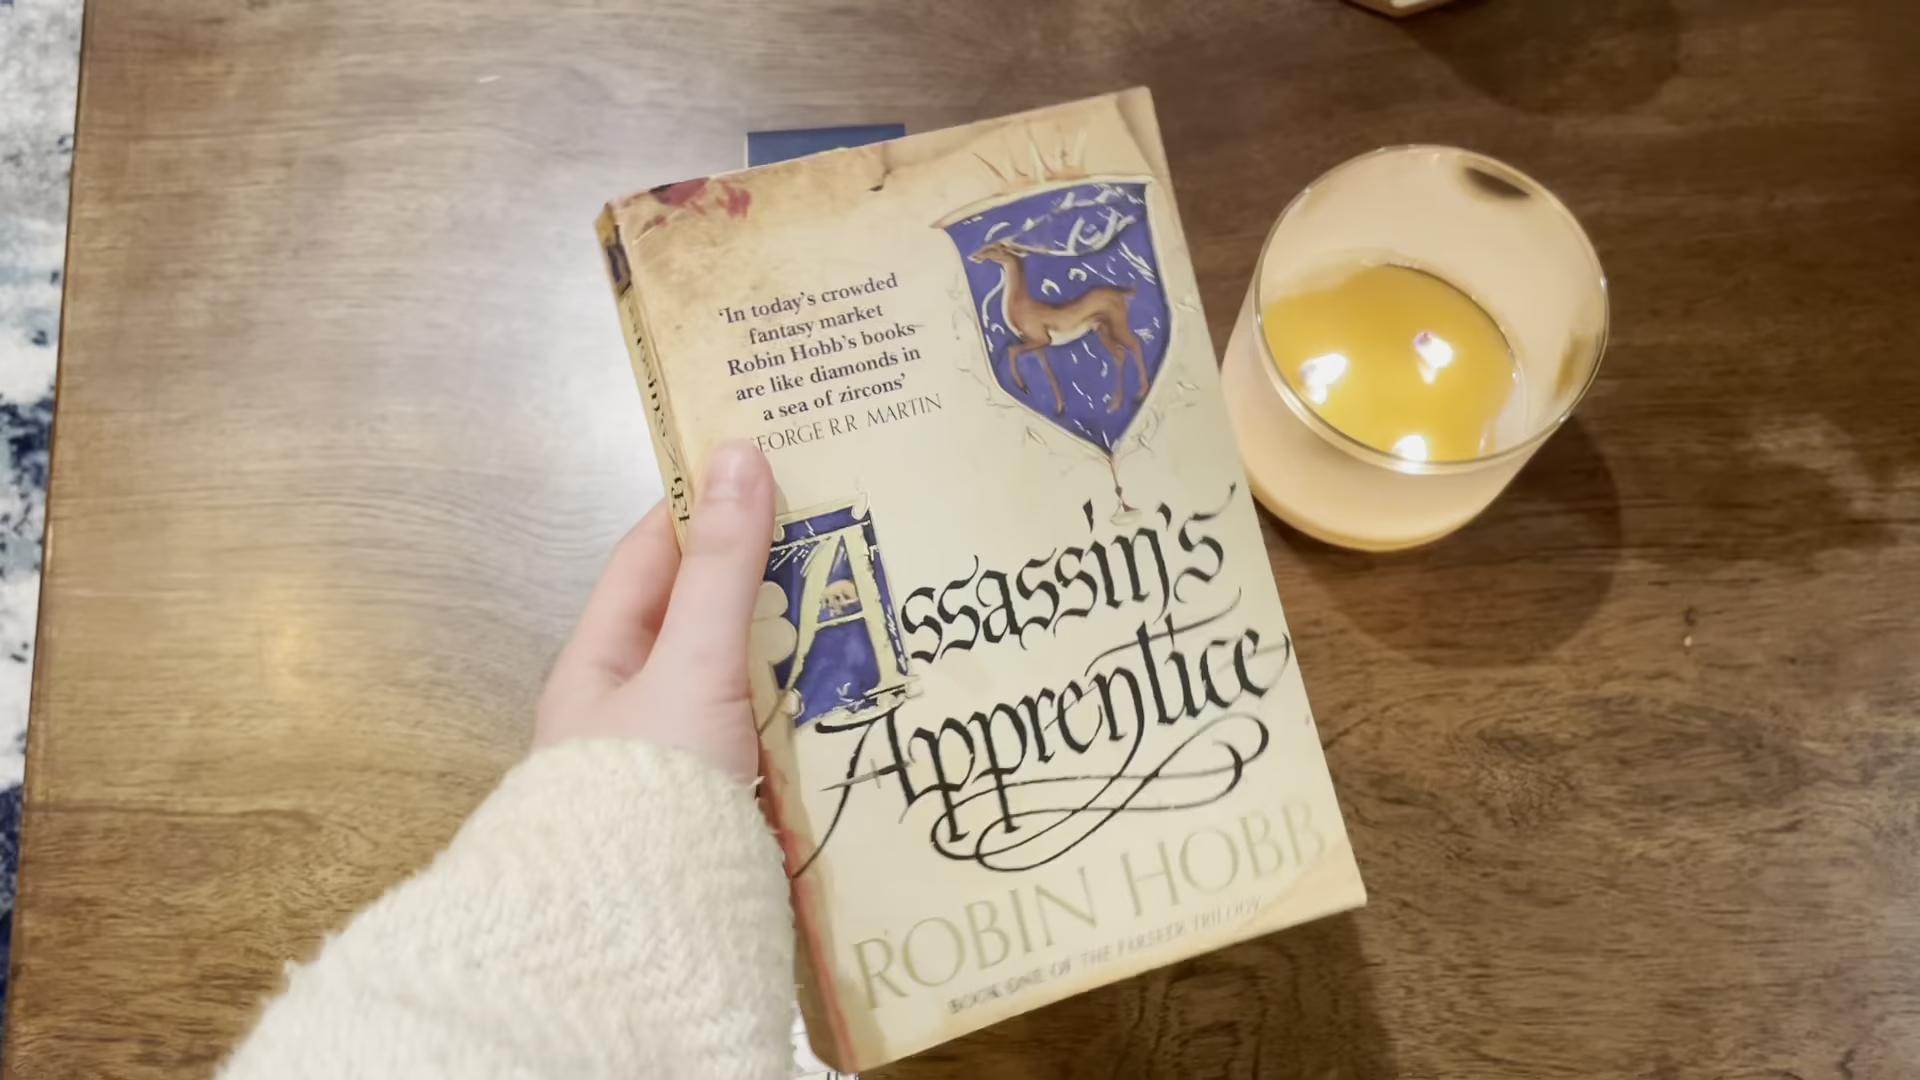 'In today's crowded
fantasy market
Robin Hobb's books
are like diamonds in
a sea of zircons'
GEORGE R R MARTIN
Assassin's
Apprentice
ROBIN HOBB
BOOK ONE OF THE FARSEER TRILOGY